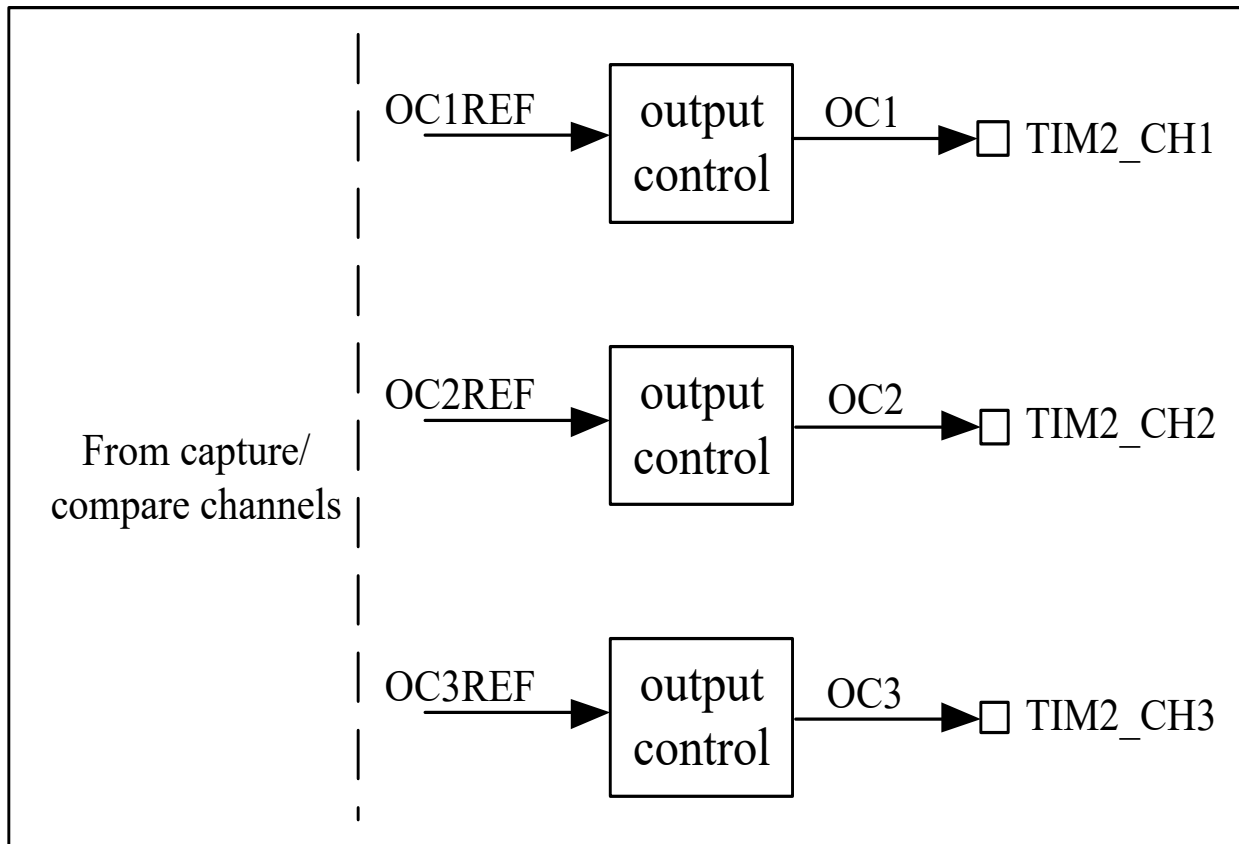 OC1REF
output
control
OC1
TIM2_CH1
OC2REF
output
control
OC2
TIM2_CH2
From capture/
compare channels
OC3REF
output
control
OC3
TIM2_CH3